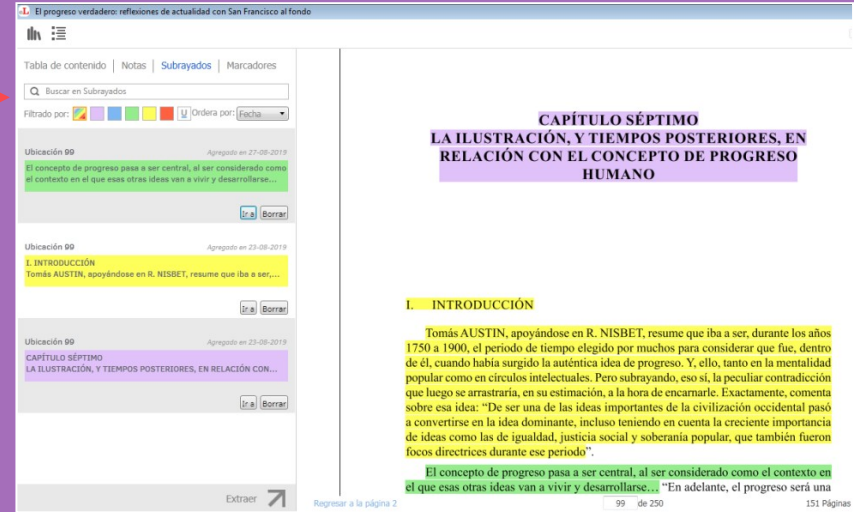 El progreso verdadero: reflexiones de actualidad con San Francisco al fondo
Tabla de contenido | Notas | Subrayados | Marcadores
Buscar en Subrayados
Filtrado por: U Ordera por: Fecha
Ubicación 99 Agregado en 27-08-2019
El concepto de progreso pasa a ser central, al ser considerado como
el contexto en el que esas otras ideas van a vivir y desarrollarse...
Ir a Borrar
Ubicación 99 Agregado en 23-08-2019
I. INTRODUCCIÓN
Tomás AUSTIN, apoyándose en R. NISBET, resume que iba a ser,...
Ir a Borrar
Ubicación 99 Agregado en 23-08-2019
CAPÍTULO SÉPTIMO
LA ILUSTRACIÓN, Y TIEMPOS POSTERIORES, EN RELACIÓN CON...
Ir a Borrar
Extraer
CAPÍTULO SÉPTIMO
LA ILUSTRACIÓN, Y TIEMPOS POSTERIORES, EN
RELACIÓN CON EL CONCEPTO DE PROGRESO
HUMANO
I. INTRODUCCIÓN
Tomás AUSTIN, apoyándose en R. NISBET, resume que iba a ser, durante los años
1750 a 1900, el periodo de tiempo elegido por muchos para considerar que fue, dentro
de él, cuando había surgido la auténtica idea de progreso. Y, ello, tanto en la mentalidad
popular como en círculos intelectuales. Pero subrayando, eso sí, la peculiar contradicción
que luego se arrastraría, en su estimación, a la hora de encarnarle. Exactamente, comenta
sobre esa idea: “De ser una de las ideas importantes de la civilización occidental pasó
a convertirse en la idea dominante, incluso teniendo en cuenta la creciente importancia
de ideas como las de igualdad, justicia social y soberanía popular, que también fueron
focos directrices durante ese periodo”.
El concepto de progreso pasa a ser central, al ser considerado como el contexto en
el que esas otras ideas van a vivir y desarrollarse… “En adelante, el progreso será una
Regresar a la página 2 99 de 250 151 Páginas